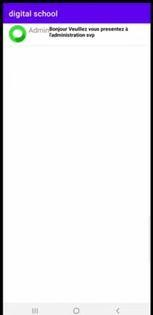 digital school
Admin Bonjour Veuillez vous presentez à
l'administration svp